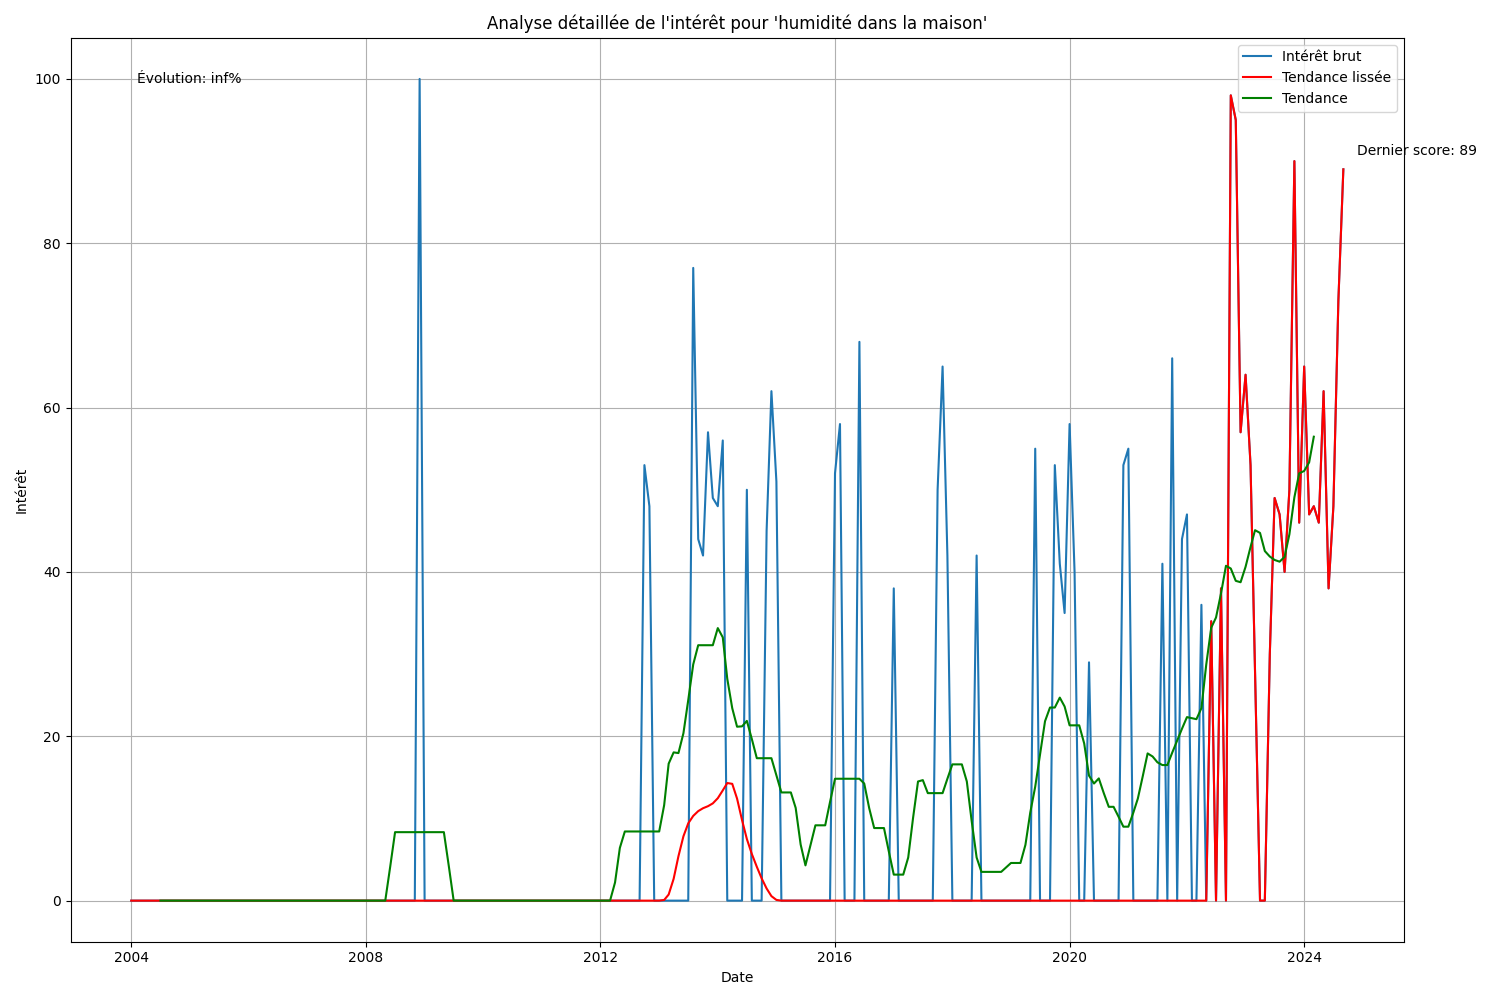 Analyse détaillée de l'intérêt pour 'humidité dans la maison'
Évolution: inf%
Intérêt brut
Tendance lissée
Tendance
Dernier score: 89
100
80
60
40
20
0
Intérêt
2004
2008
2012
2016
2020
2024
Date